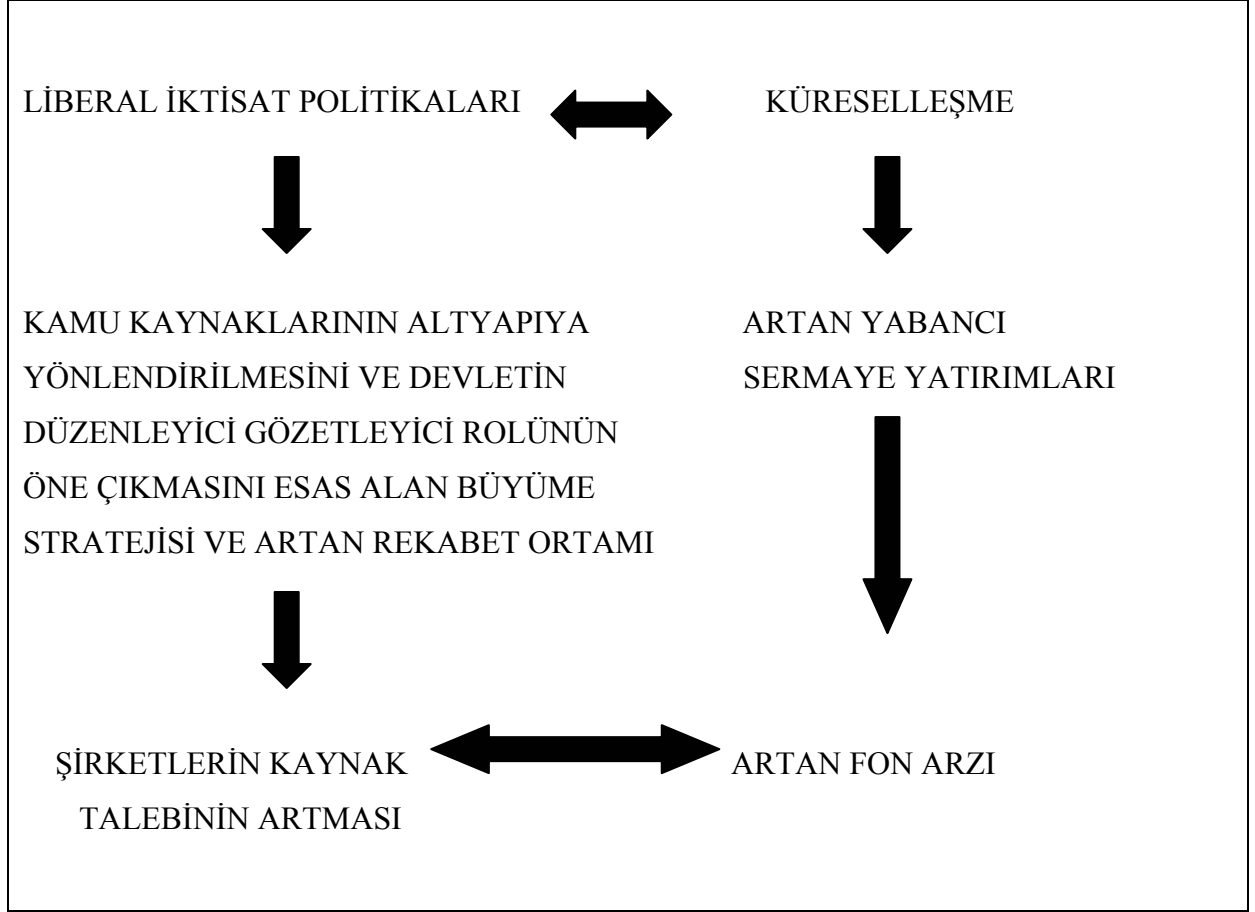 LİBERAL İKTİSAT POLİTİKALARI
KÜRESELLEŞME
KAMU KAYNAKLARININ ALTYAPIYA
YÖNLENDİRİLMESİNİ VE DEVLETİN
DÜZENLEYİCİ GÖZETLEYİCİ ROLÜNÜN
ÖNE ÇIKMASINI ESAS ALAN BÜYÜME
STRATEJİSİ VE ARTAN REKABET ORTAMI
ARTAN YABANCI
SERMAYE YATIRIMLARI
ŞİRKETLERİN KAYNAK
TALEBİNİN ARTMASI
ARTAN FON ARZI